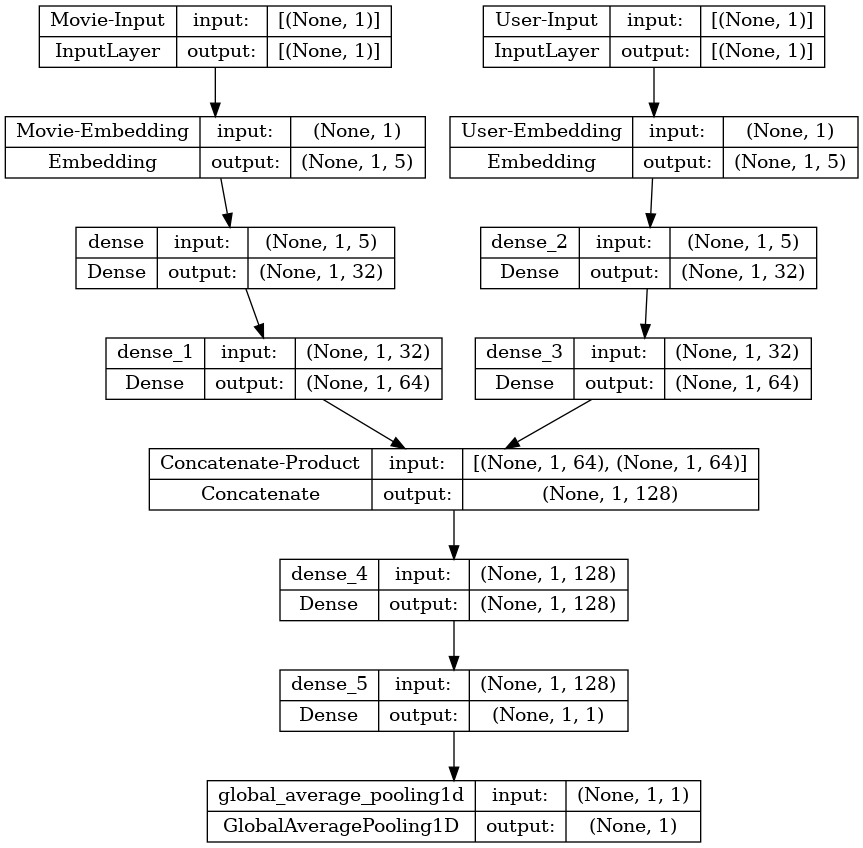 Movie-Input input: [(None, 1)]
InputLayer output: [(None, 1)]
User-Input input: [(None, 1)]
InputLayer output: [(None, 1)]
Movie-Embedding input: (None, 1)
Embedding output: (None, 1, 5)
User-Embedding input: (None, 1)
Embedding output: (None, 1, 5)
dense input: (None, 1, 5)
Dense output: (None, 1, 32)
dense_2 input: (None, 1, 5)
Dense output: (None, 1, 32)
dense_1 input: (None, 1, 32)
Dense output: (None, 1, 64)
dense_3 input: (None, 1, 32)
Dense output: (None, 1, 64)
Concatenate-Product input: [(None, 1, 64), (None, 1, 64)]
Concatenate output: (None, 1, 128)
dense_4 input: (None, 1, 128)
Dense output: (None, 1, 128)
dense_5 input: (None, 1, 128)
Dense output: (None, 1, 1)
global_average_pooling1d input: (None, 1, 1)
GlobalAveragePooling1D output: (None, 1)